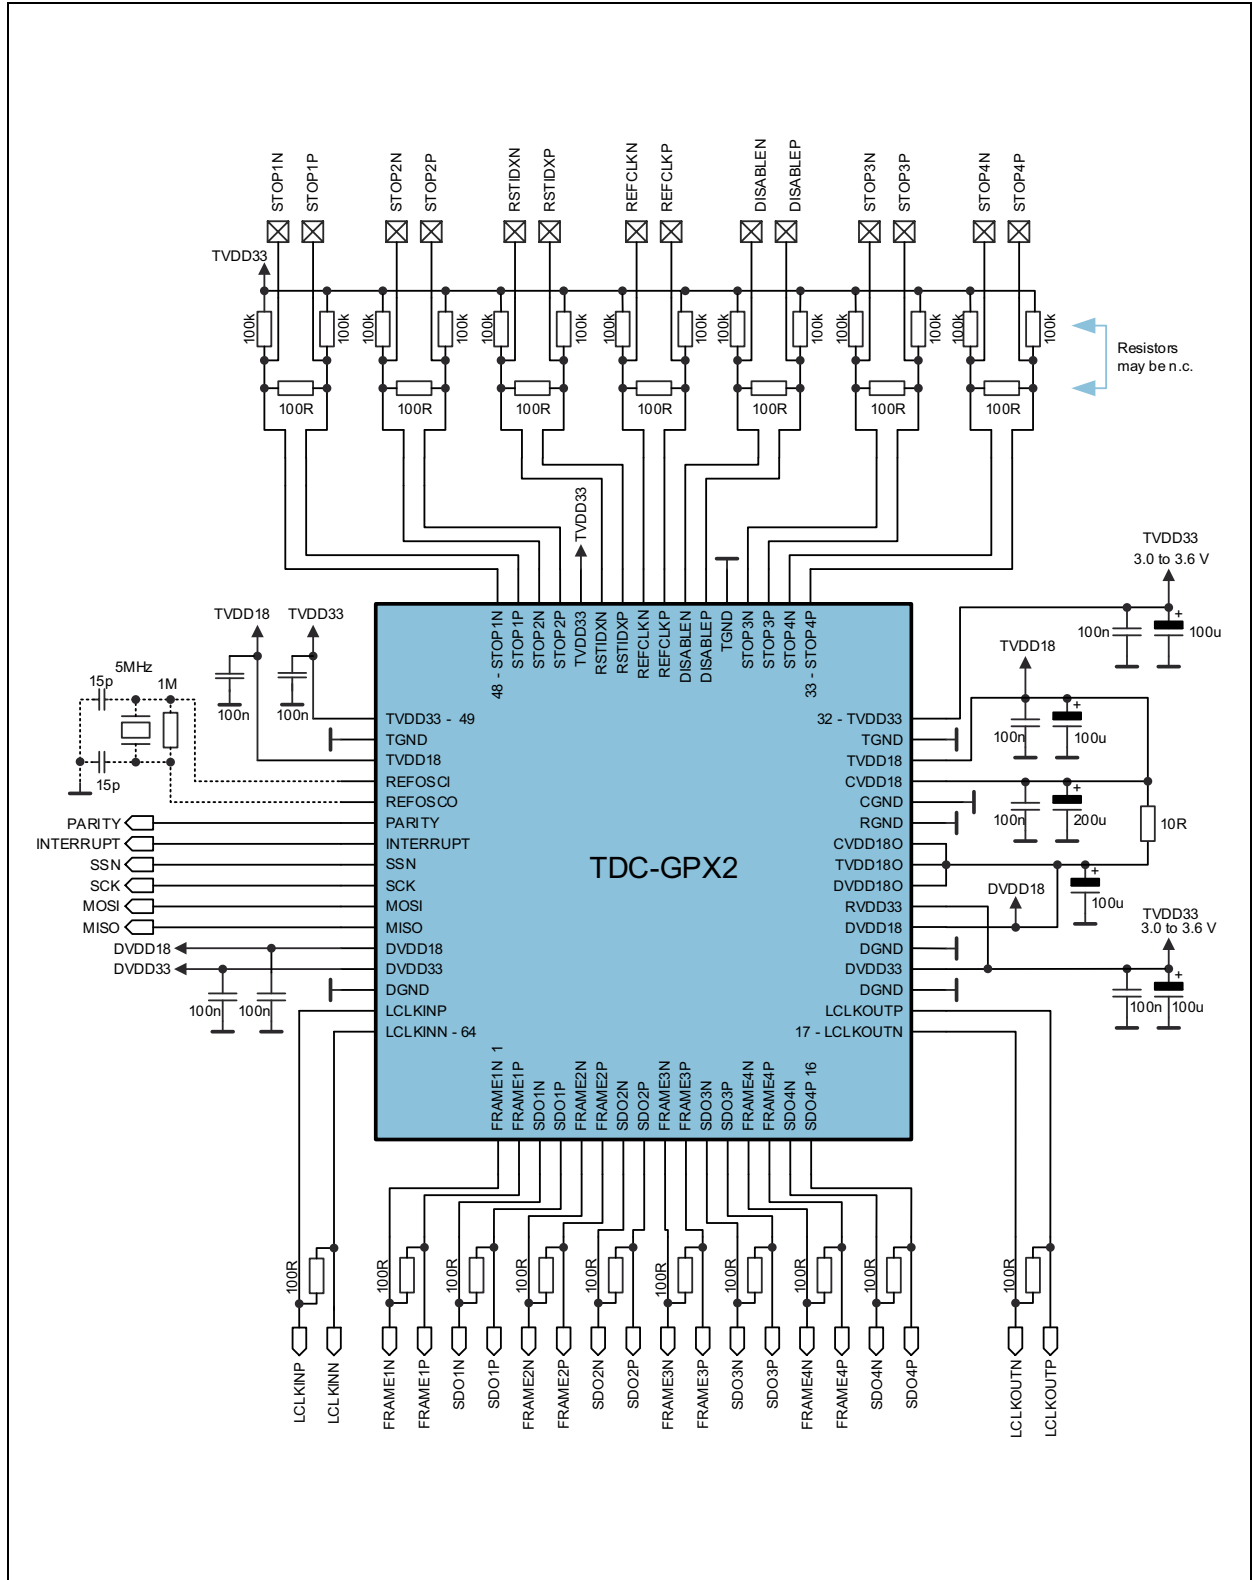 STOP1N
STOP1P
STOP2N
STOP2P
RSTIDXN
RSTIDXP
REFCLKN
REFCLKP
DISABLEN
DISABLEP
STOP3N
STOP3P
STOP4N
STOP4P
TVDD33
100k
100k
100k
100k
100k
100k
100k
100k
100k
100k
100k
100k
100k
100k
Resistors
may be n.c.
100R
100R
100R
100R
100R
100R
100R
TVDD33
TVDD33
3.0 to 3.6 V
100n
+
100u
TVDD18
TVDD33
5MHz
15p
1M
100n
100n
15p
TVDD18
100n
+
100u
100n
+
200u
10R
48 - STOP1N
STOP1P
STOP2N
STOP2P
TVDD33
RSTIDXN
RSTIDXP
REFCLKN
REFCLKP
DISABLEN
DISABLEP
TGND
STOP3N
STOP3P
STOP4N
33 - STOP4P
TVDD33 - 49
TGND
TVDD18
REFOSCI
REFOSCO
PARITY
INTERRUPT
SSN
SCK
MOSI
MISO
DVDD18
DVDD33
DGND
LCLKINP
LCLKINN - 64
32 - TVDD33
TGND
TVDD18
CVDD18
CGND
RGND
CVDD18O
TVDD18O
DVDD18O
RVDD33
DVDD18
DGND
DVDD33
DGND
LCLKOUTP
17 - LCLKOUTN
TDC-GPX2
PARITY
INTERRUPT
SSN
SCK
MOSI
MISO
DVDD18
DVDD33
100n
100n
DVDD18
+
100u
TVDD33
3.0 to 3.6 V
100n
+
100u
FRAME1N 1
FRAME1P
SDO1N
SDO1P
FRAME2N
FRAME2P
SDO2N
SDO2P
FRAME3N
FRAME3P
SDO3N
SDO3P
FRAME4N
FRAME4P
SDO4N
SDO4P 16
100R
100R
100R
100R
100R
100R
100R
100R
100R
100R
LCLKINP
LCLKINN
FRAME1N
FRAME1P
SDO1N
SDO1P
FRAME2N
FRAME2P
SDO2N
SDO2P
FRAME3N
FRAME3P
SDO3N
SDO3P
FRAME4N
FRAME4P
SDO4N
SDO4P
LCLKOUTN
LCLKOUTP